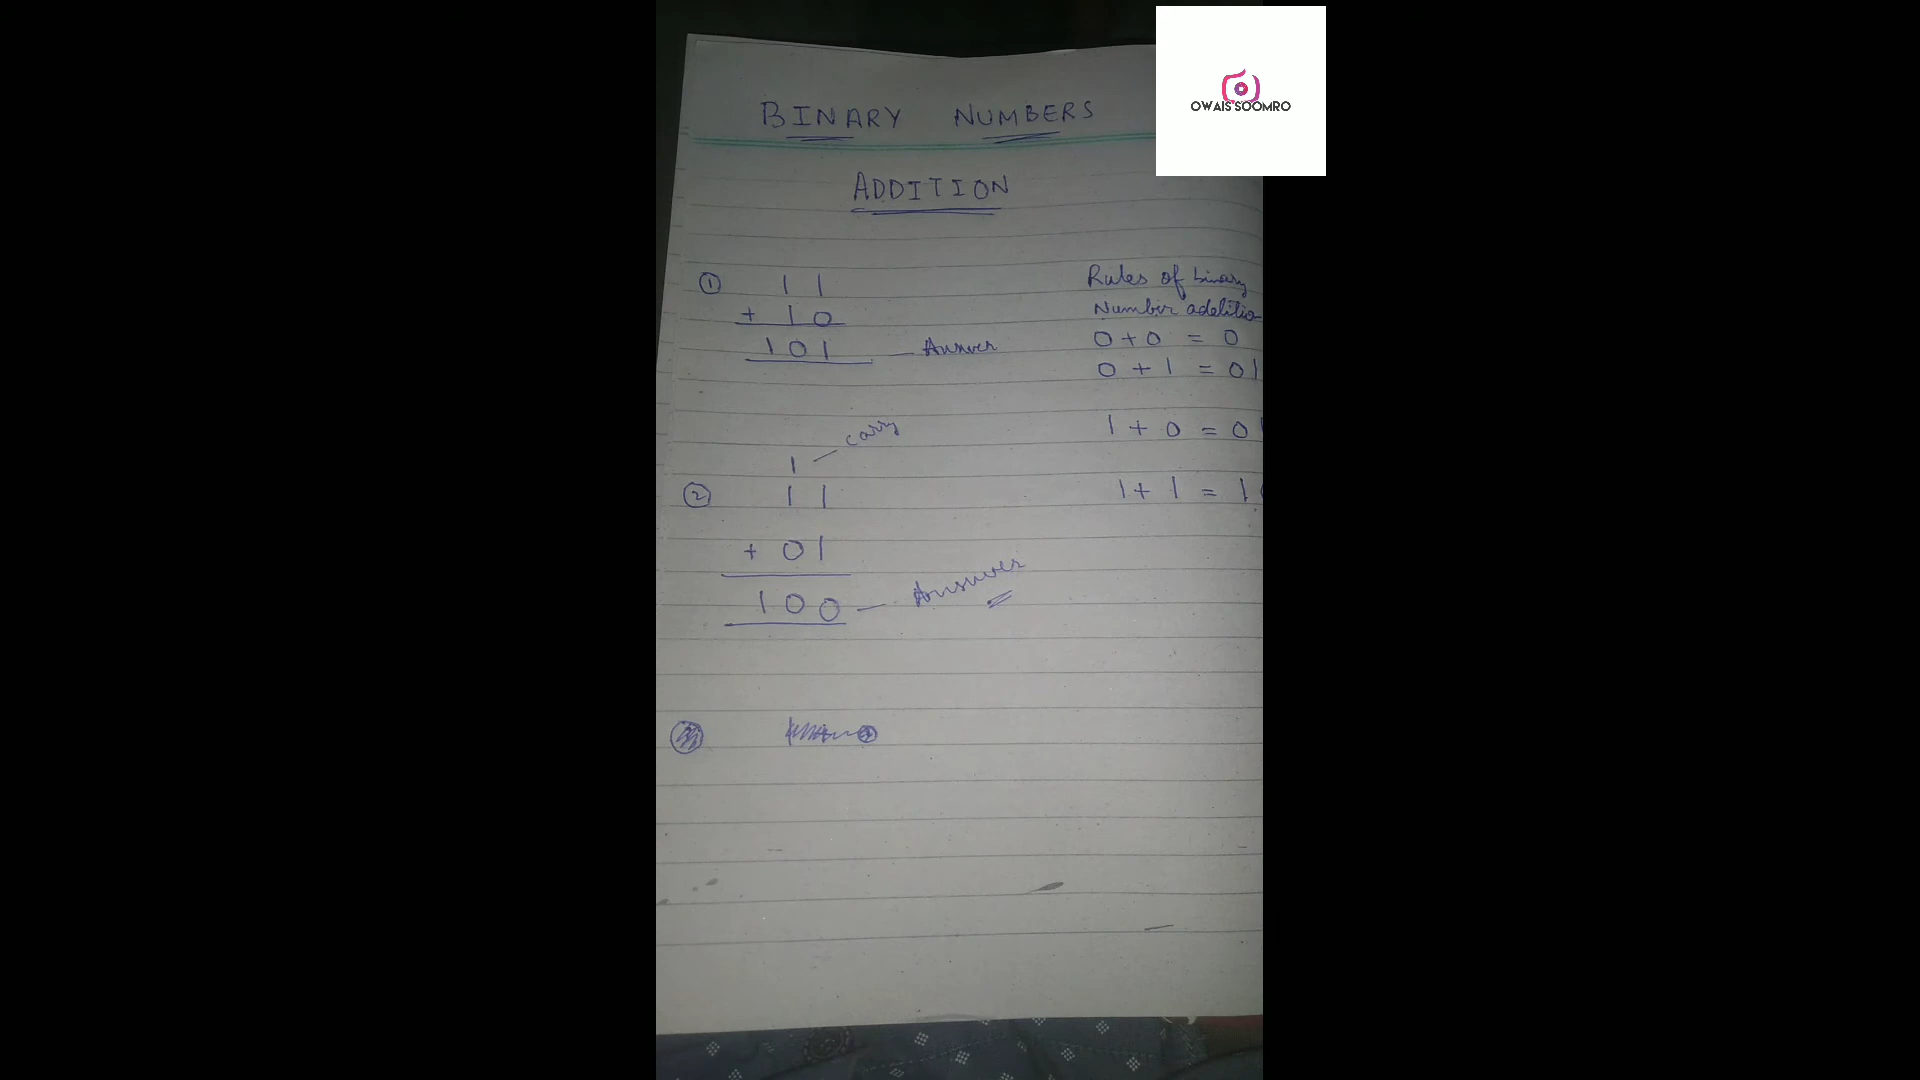 BINARY NUMBERS
OWAIS SOOMRO
ADDITION
① 1 1
+ 1 0
1 0 1 — Answer
Rules of binary
Number addition
0 + 0 = 0
0 + 1 = 01
1 + 0 = 01
1 + 1 = 1
carry
1
② 1 1
+ 0 1
1 0 0 — Answer